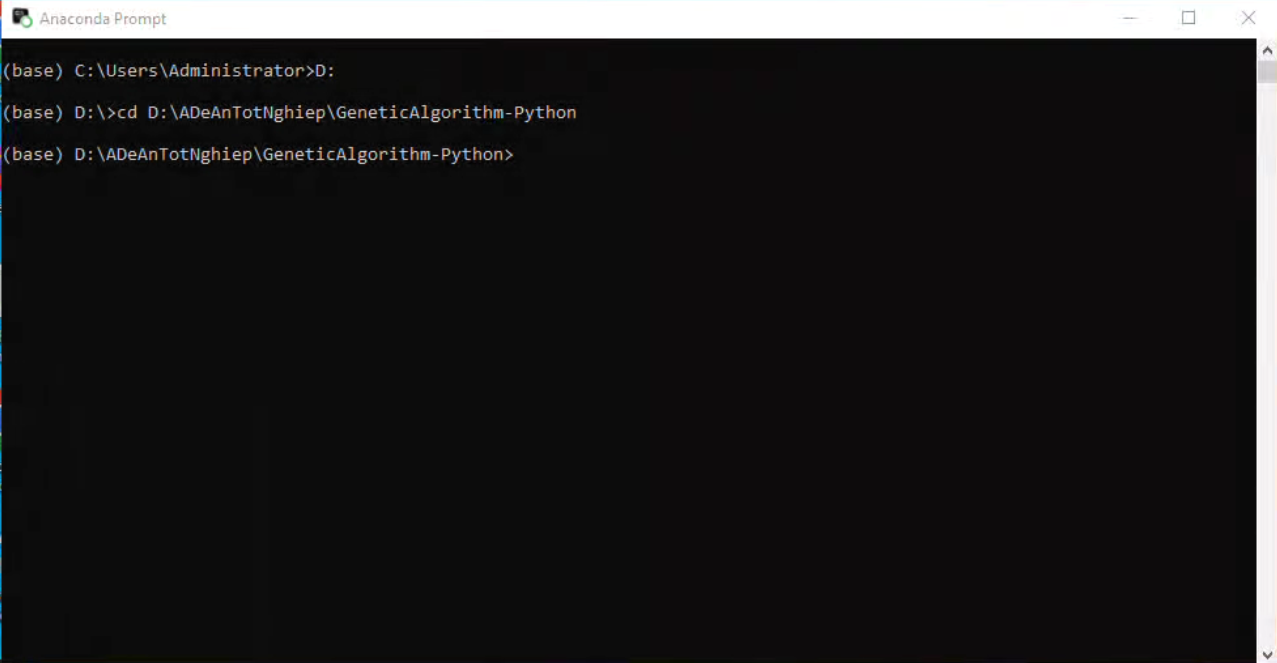 Anaconda Prompt
(base) C:\Users\Administrator>D:
(base) D:\>cd D:\ADeAnTotNghiep\GeneticAlgorithm-Python
(base) D:\ADeAnTotNghiep\GeneticAlgorithm-Python>